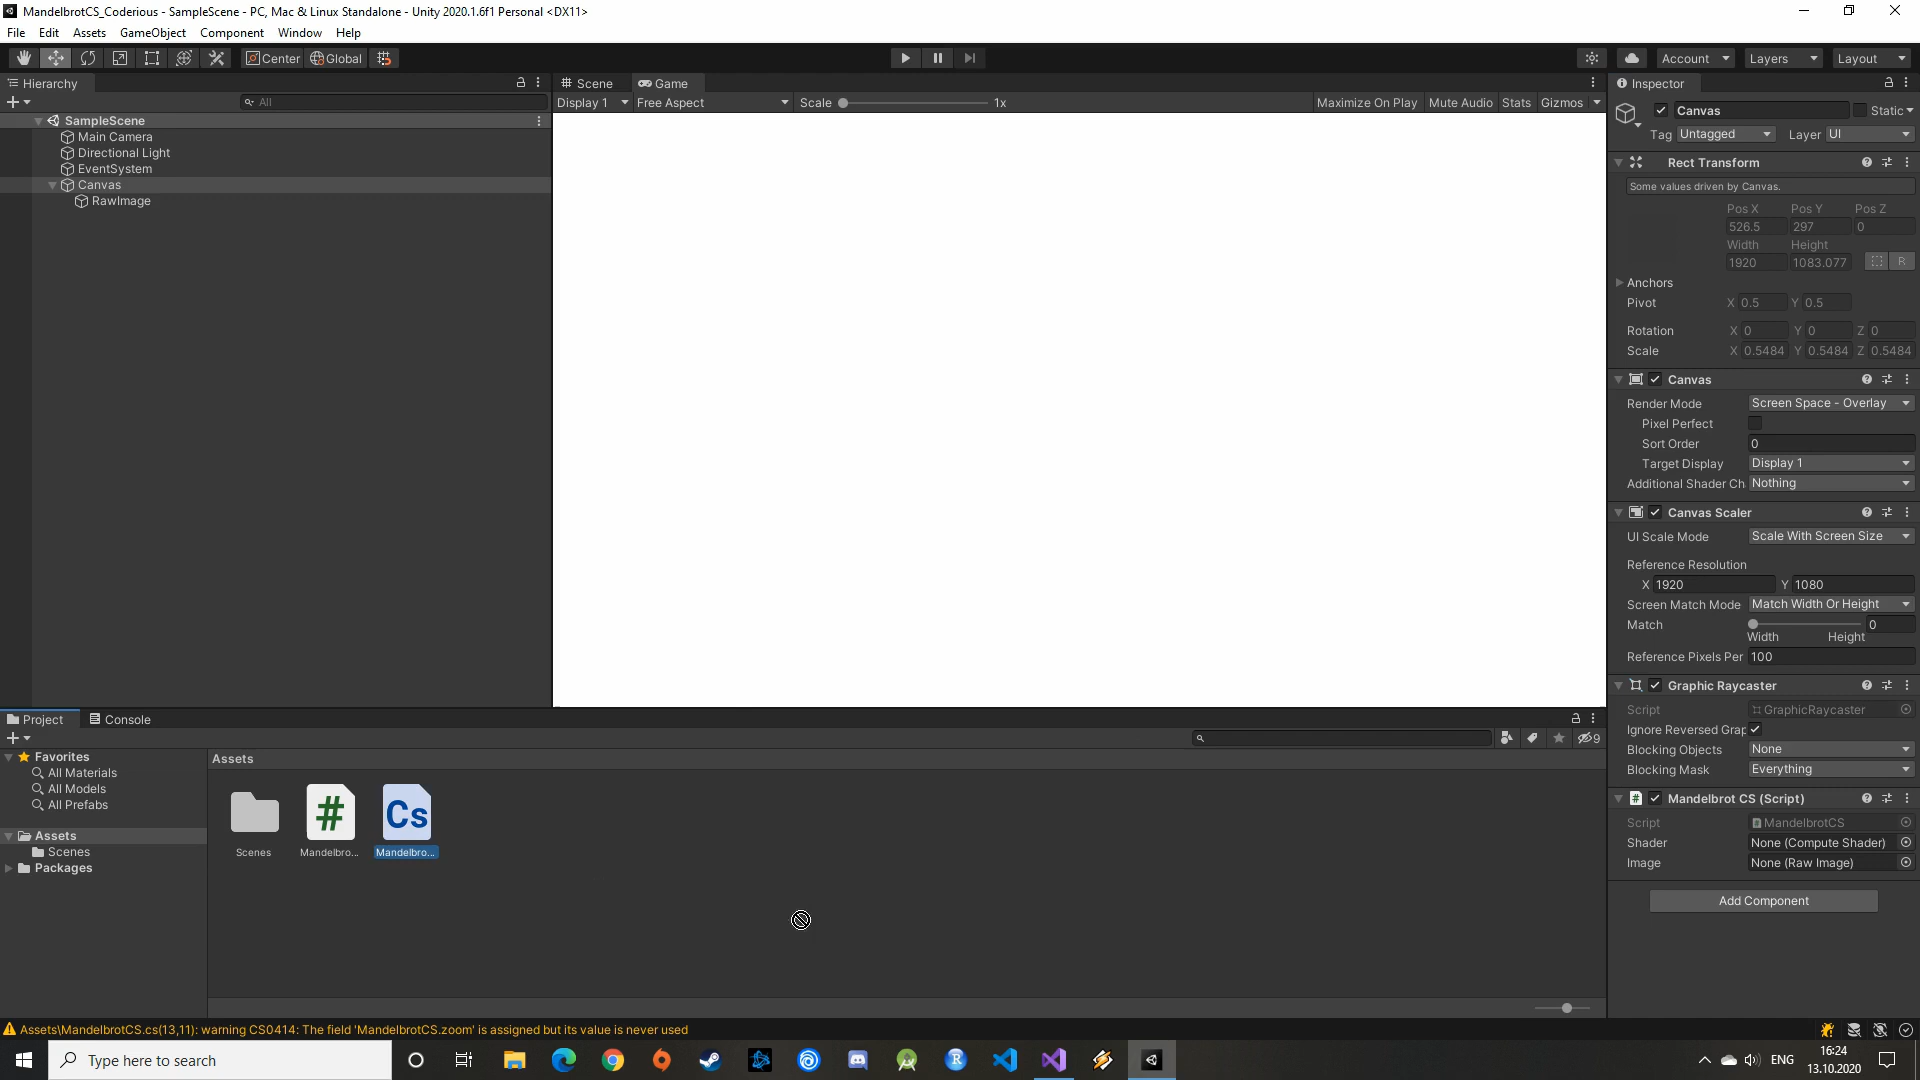 MandelbrotCS_Coderious - SampleScene - PC, Mac & Linux Standalone - Unity 2020.1.6f1 Personal <DX11>
File Edit Assets GameObject Component Window Help
Center Global Account Layers Layout
Hierarchy
All
SampleScene
Main Camera
Directional Light
EventSystem
Canvas
RawImage
Scene Game
Display 1 Free Aspect Scale 1x Maximize On Play Mute Audio Stats Gizmos
Inspector
Canvas Static
Tag Untagged Layer UI
Rect Transform
Some values driven by Canvas.
Pos X Pos Y Pos Z
526.5 297 0
Width Height
1920 1083.077 R
Anchors
Pivot X 0.5 Y 0.5
Rotation X 0 Y 0 Z 0
Scale X 0.5484 Y 0.5484 Z 0.5484
Canvas
Render Mode Screen Space - Overlay
Pixel Perfect
Sort Order 0
Target Display Display 1
Additional Shader Ch Nothing
Canvas Scaler
UI Scale Mode Scale With Screen Size
Reference Resolution
X 1920 Y 1080
Screen Match Mode Match Width Or Height
Match 0
Width Height
Reference Pixels Per 100
Graphic Raycaster
Script GraphicRaycaster
Ignore Reversed Grap
Blocking Objects None
Blocking Mask Everything
Mandelbrot CS (Script)
Script MandelbrotCS
Shader None (Compute Shader)
Image None (Raw Image)
Add Component
Project Console
9
Favorites
All Materials
All Models
All Prefabs
Assets
Scenes
Packages
Assets
# Cs
Scenes Mandelbro... Mandelbro...
Assets\MandelbrotCS.cs(13,11): warning CS0414: The field 'MandelbrotCS.zoom' is assigned but its value is never used
Type here to search
R
ENG
16:24
13.10.2020